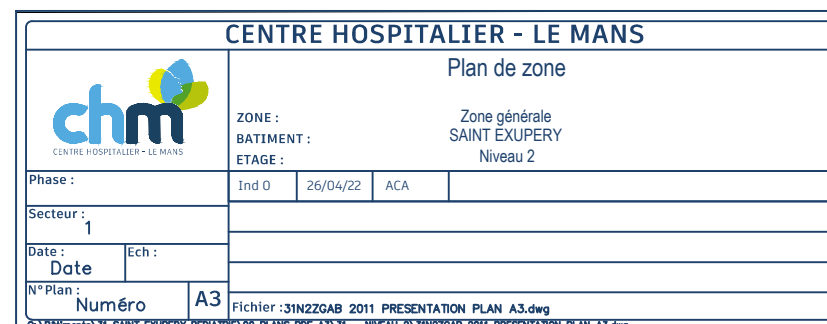 CENTRE HOSPITALIER - LE MANS
chm
CENTRE HOSPITALIER - LE MANS
Plan de zone
ZONE : Zone générale
BATIMENT : SAINT EXUPERY
ETAGE : Niveau 2
Phase :
Ind 0 26/04/22 ACA
Secteur :
1
Date : Ech :
Date
N° Plan :
Numéro A3
Fichier : 31N2ZGAB 2011 PRESENTATION PLAN A3.dwg